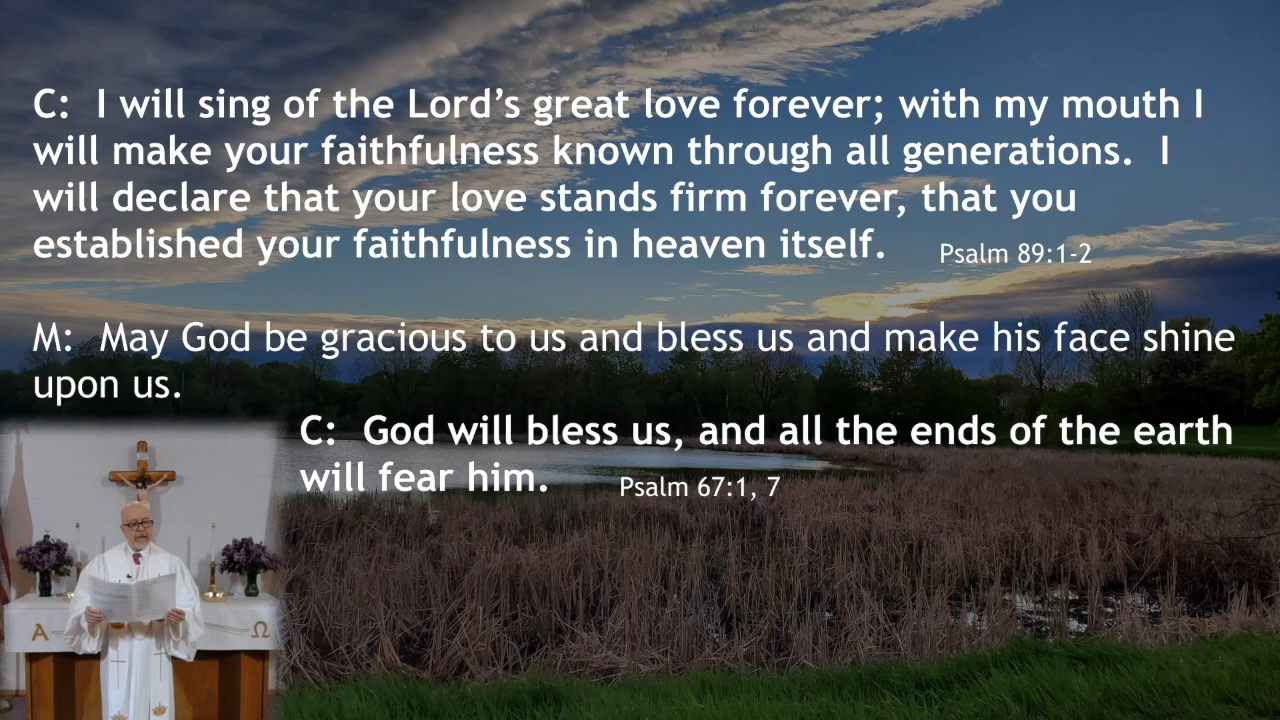 C:  I will sing of the Lord’s great love forever; with my mouth I
will make your faithfulness known through all generations.  I
will declare that your love stands firm forever, that you
established your faithfulness in heaven itself. Psalm 89:1-2
M:  May God be gracious to us and bless us and make his face shine
upon us.
C:  God will bless us, and all the ends of the earth
will fear him. Psalm 67:1, 7
Α Ω